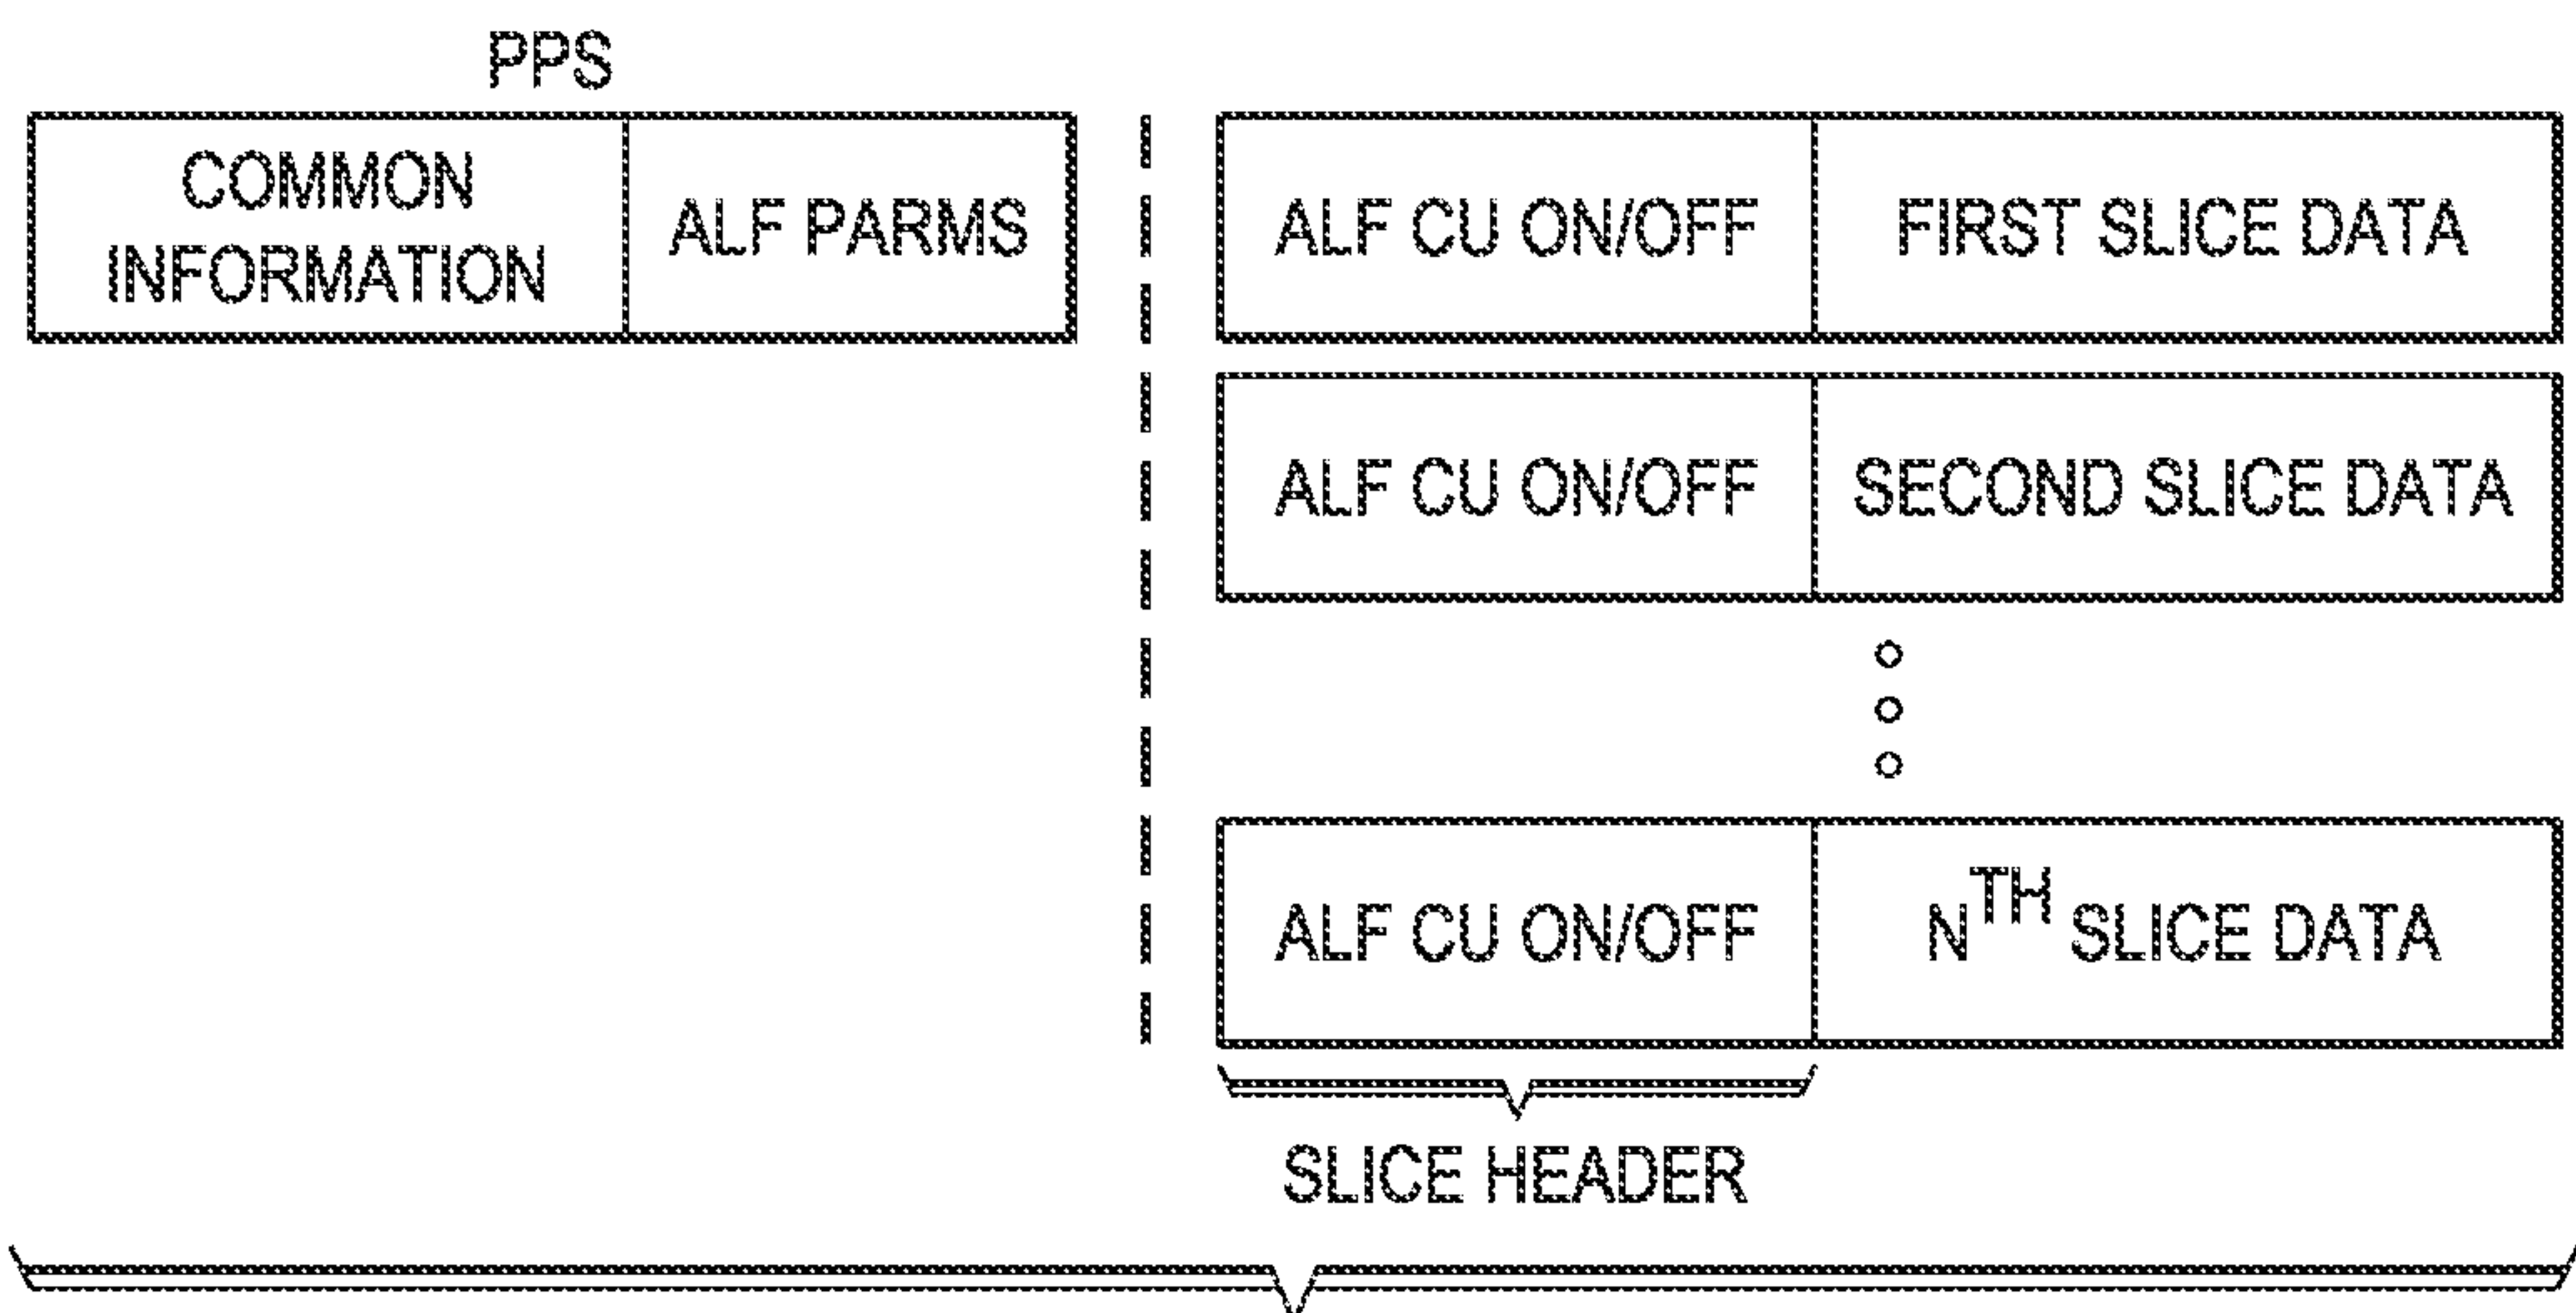 PPS
COMMON
INFORMATION
ALF PARMS
ALF CU ON/OFF
FIRST SLICE DATA
ALF CU ON/OFF
SECOND SLICE DATA
ALF CU ON/OFF
NTH SLICE DATA
SLICE HEADER